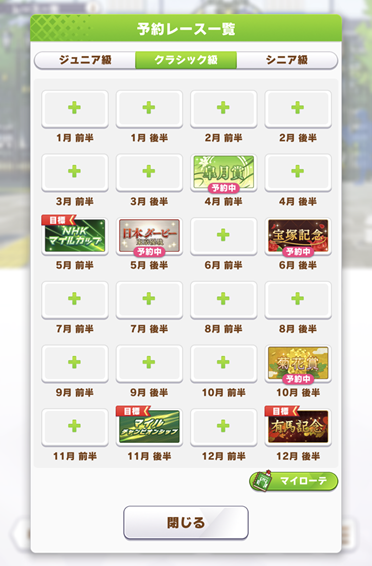 予約レース一覧
ジュニア級 クラシック級 シニア級
1月 前半 1月 後半 2月 前半 2月 後半
皐月賞
予約中
3月 前半 3月 後半 4月 前半 4月 後半
目標
NHK
マイルカップ
日本ダービー
予約中
宝塚記念
予約中
5月 前半 5月 後半 6月 前半 6月 後半
7月 前半 7月 後半 8月 前半 8月 後半
菊花賞
予約中
9月 前半 9月 後半 10月 前半 10月 後半
目標
マイル
チャンピオンシップ
目標
有馬記念
11月 前半 11月 後半 12月 前半 12月 後半
マイローテ
閉じる